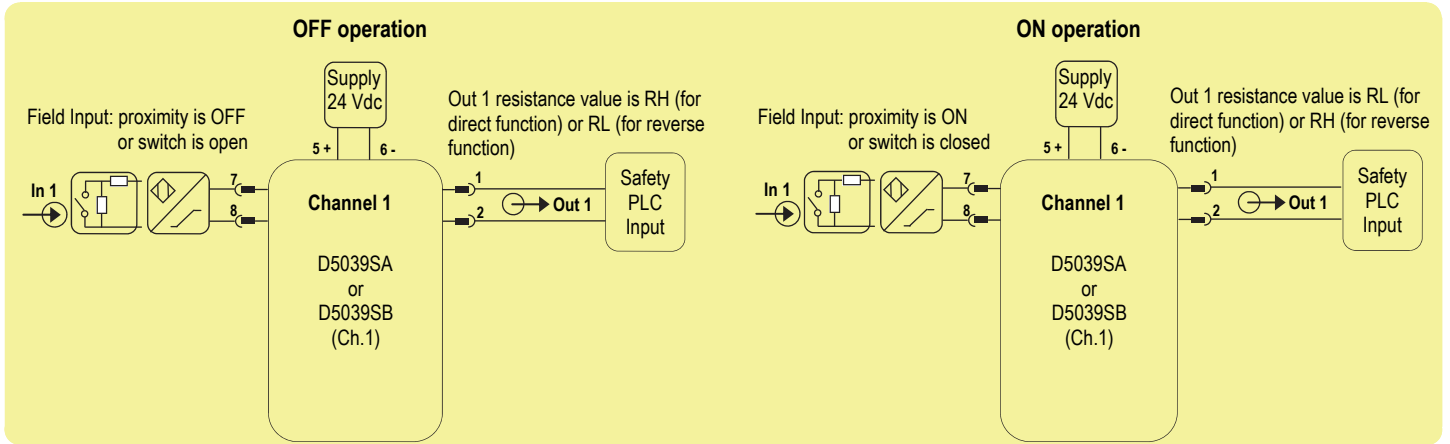 OFF operation
Supply
24 Vdc
Out 1 resistance value is RH (for
direct function) or RL (for reverse
function)
Field Input: proximity is OFF
or switch is open
5 +
6 -
In 1
7
8
Channel 1
1
2
Out 1
Safety
PLC
Input
D5039SA
or
D5039SB
(Ch.1)
ON operation
Supply
24 Vdc
Out 1 resistance value is RL (for
direct function) or RH (for reverse
function)
Field Input: proximity is ON
or switch is closed
5 +
6 -
In 1
7
8
Channel 1
1
2
Out 1
Safety
PLC
Input
D5039SA
or
D5039SB
(Ch.1)